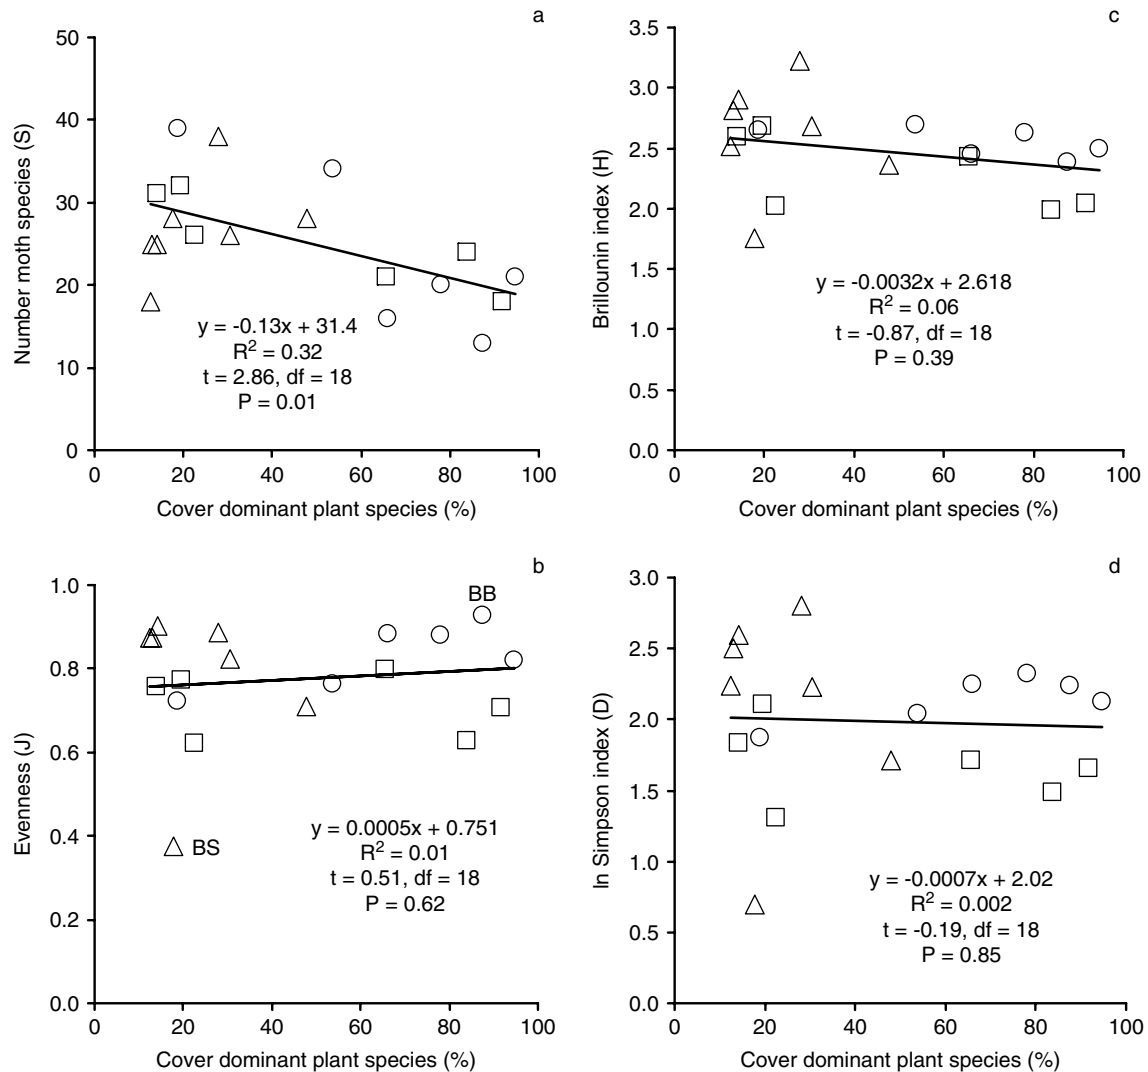 a
50
40
30
20
10
0
Number moth species (S)
y = -0.13x + 31.4
R² = 0.32
t = 2.86, df = 18
P = 0.01
0 20 40 60 80 100
Cover dominant plant species (%)
c
3.5
3.0
2.5
2.0
1.5
1.0
0.5
0.0
Brillounin index (H)
y = -0.0032x + 2.618
R² = 0.06
t = -0.87, df = 18
P = 0.39
0 20 40 60 80 100
Cover dominant plant species (%)
b
1.0
0.8
0.6
0.4
0.2
0.0
Evenness (J)
BB
BS
y = 0.0005x + 0.751
R² = 0.01
t = 0.51, df = 18
P = 0.62
0 20 40 60 80 100
Cover dominant plant species (%)
d
3.0
2.5
2.0
1.5
1.0
0.5
0.0
ln Simpson index (D)
y = -0.0007x + 2.02
R² = 0.002
t = -0.19, df = 18
P = 0.85
0 20 40 60 80 100
Cover dominant plant species (%)